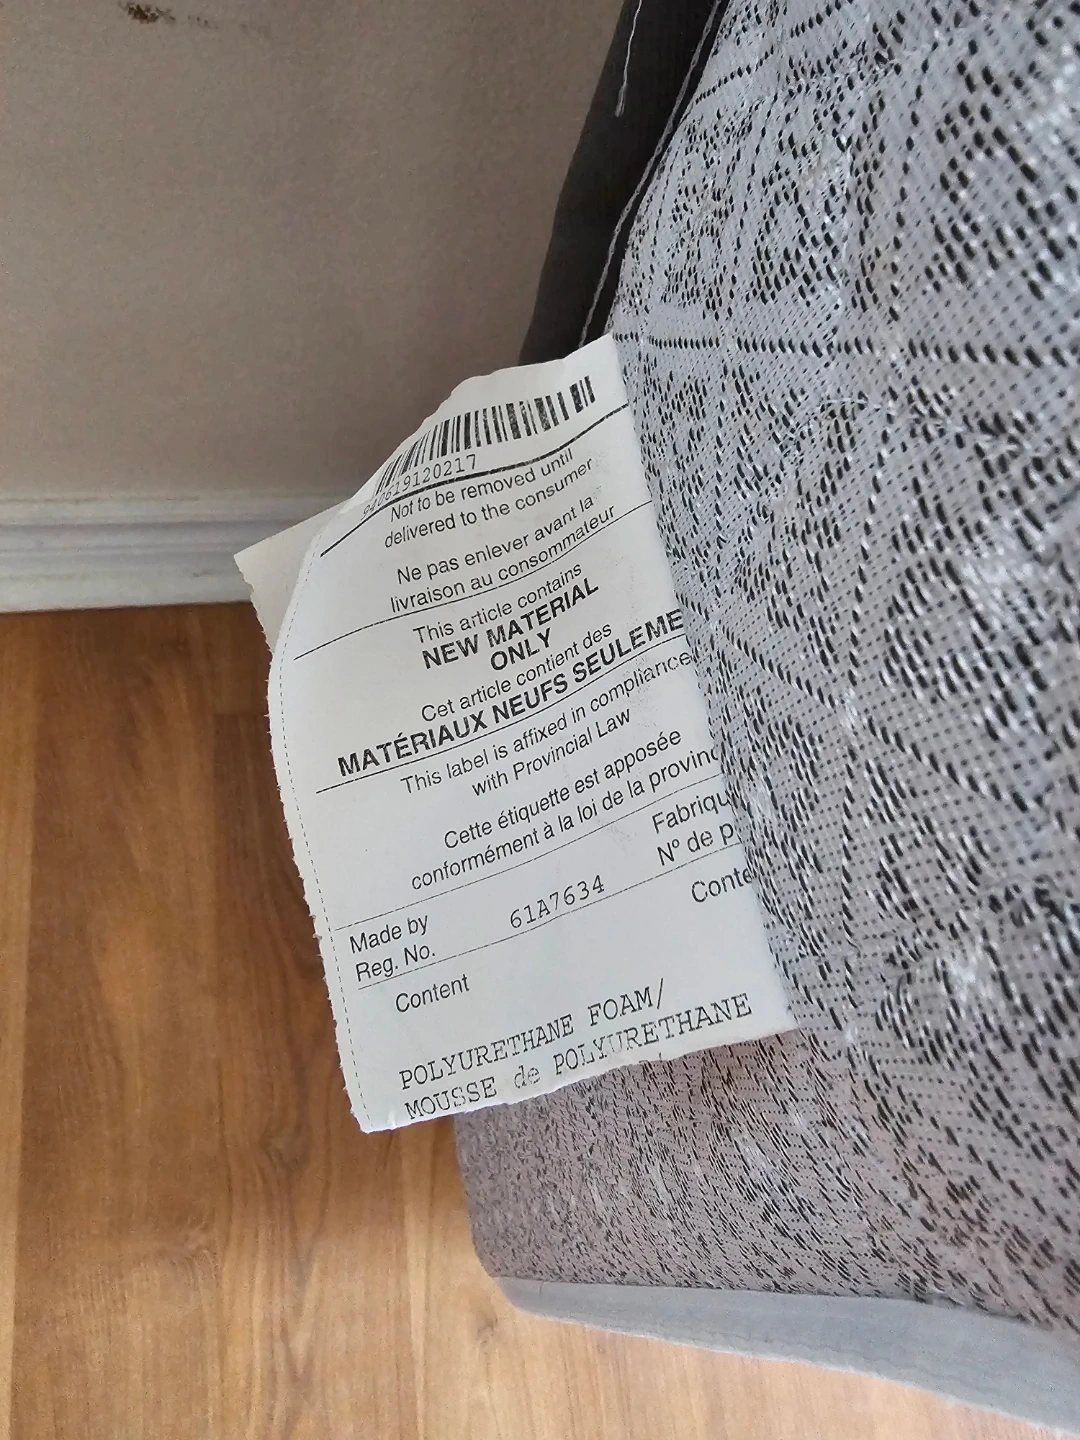 940619120217
Not to be removed until
delivered to the consumer
Ne pas enlever avant la
livraison au consommateur
This article contains
NEW MATERIAL
ONLY
Cet article contient des
MATÉRIAUX NEUFS SEULEME
This label is affixed in compliance
with Provincial Law
Cette étiquette est apposée
conformément à la loi de la provinc
Made by
Fabriqu
Reg. No.
61A7634
Nº de p
Content
Conte
POLYURETHANE FOAM/
MOUSSE de POLYURETHANE